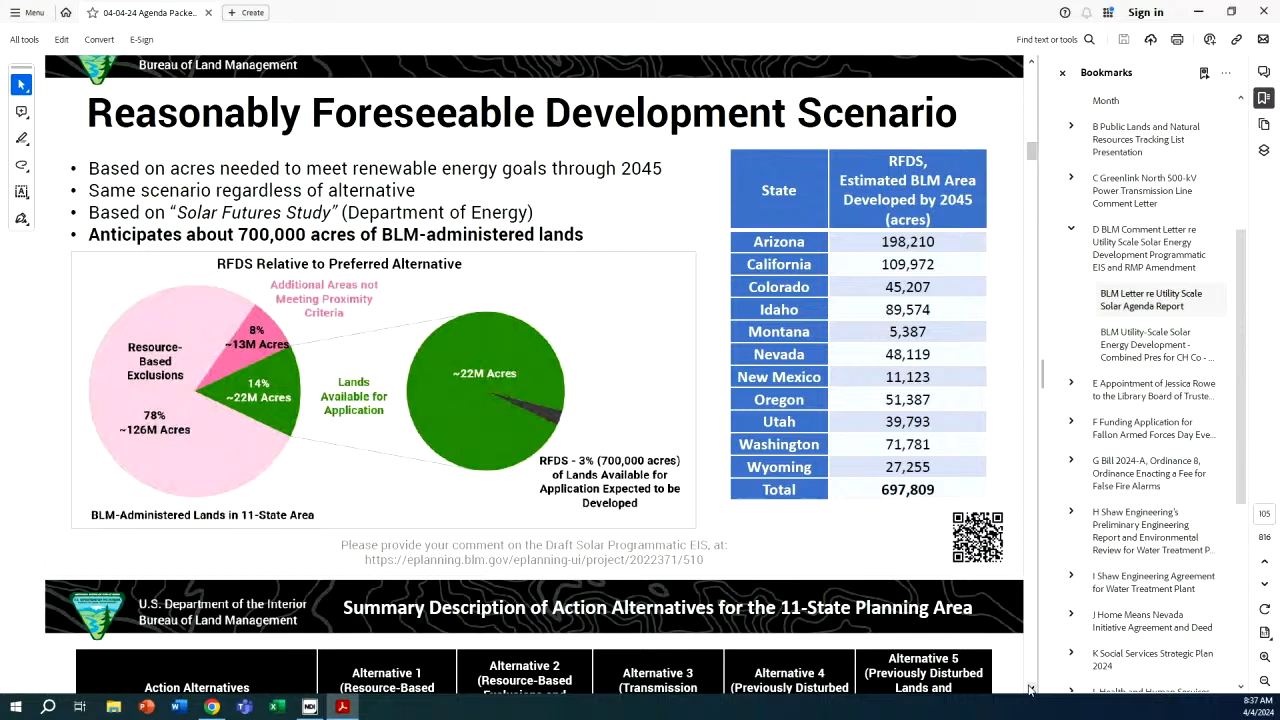 Menu
04-04-24 Agenda Packe...
Create
Sign in
All tools
Edit
Convert
E-Sign
Find text or tools
Bureau of Land Management
Reasonably Foreseeable Development Scenario
• Based on acres needed to meet renewable energy goals through 2045
• Same scenario regardless of alternative
• Based on “Solar Futures Study” (Department of Energy)
• Anticipates about 700,000 acres of BLM-administered lands
RFDS Relative to Preferred Alternative
Additional Areas not
Meeting Proximity
Criteria
8%
~13M Acres
Resource-
Based
Exclusions
14%
~22M Acres
78%
~126M Acres
Lands
Available for
Application
~22M Acres
RFDS - 3% (700,000 acres)
of Lands Available for
Application Expected to be
Developed
BLM-Administered Lands in 11-State Area
State
RFDS,
Estimated BLM Area
Developed by 2045
(acres)
Arizona 198,210
California 109,972
Colorado 45,207
Idaho 89,574
Montana 5,387
Nevada 48,119
New Mexico 11,123
Oregon 51,387
Utah 39,793
Washington 71,781
Wyoming 27,255
Total 697,809
Please provide your comment on the Draft Solar Programmatic EIS, at:
https://eplanning.blm.gov/eplanning-ui/project/2022371/510
U.S. Department of the Interior
Bureau of Land Management
Summary Description of Action Alternatives for the 11-State Planning Area
Action Alternatives
Alternative 1
(Resource-Based
Alternative 2
(Resource-Based
Exclusions and
Alternative 3
(Transmission
Alternative 4
(Previously Disturbed
Alternative 5
(Previously Disturbed
Lands and
Bookmarks
Month
B Public Lands and Natural
Resources Tracking List
Presentation
C Greenlink North 500-kV
Power Transmission Line
Comment Letter
D BLM Comment Letter re
Utility Scale Solar Energy
Development Programmatic
EIS and RMP Amendment
BLM Letter re Utility Scale
Solar Agenda Report
BLM Utility-Scale Solar
Energy Development -
Combined Pres for CH Co - ...
E Appointment of Jessica Rowe
to the Library Board of Truste...
F Funding Application for
Fallon Armed Forces Day Eve...
G Bill 2024-A, Ordinance 8,
Ordinance Enacting a Fee for
False Fire Alarms
H Shaw Engineering's
Preliminary Engineering
Report and Environmental
Review for Water Treatment P...
I Shaw Engineering Agreement
for Water Treatment Plant
J Home Means Nevada
Initiative Agreement and Deed
K Social Services Strategic Plan
2024
L Health and Human Services
105
816
NDI
8:37 AM
4/4/2024